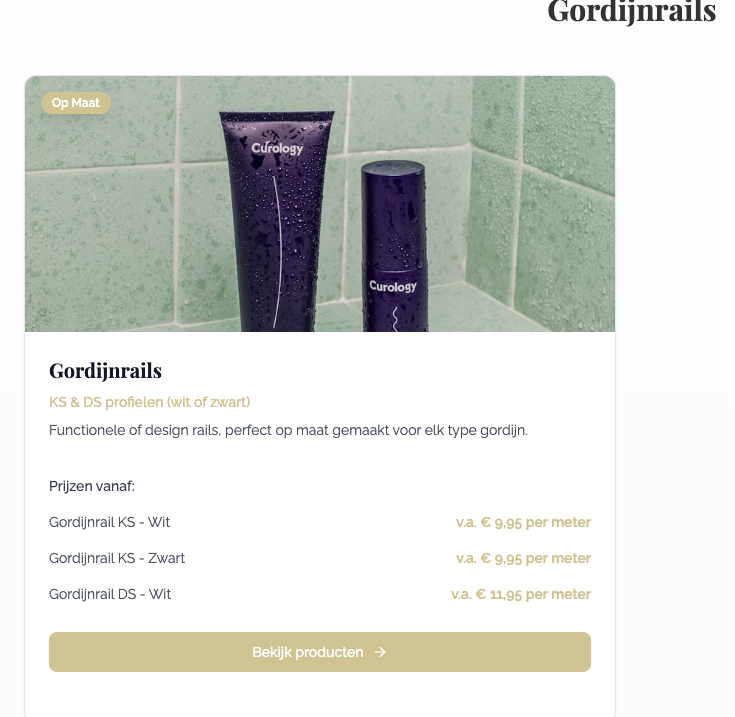 Gordijnrails
Op Maat
Curology
Curology
Gordijnrails
KS & DS profielen (wit of zwart)
Functionele of design rails, perfect op maat gemaakt voor elk type gordijn.
Prijzen vanaf:
Gordijnrail KS - Wit v.a. € 9,95 per meter
Gordijnrail KS - Zwart v.a. € 9,95 per meter
Gordijnrail DS - Wit v.a. € 11,95 per meter
Bekijk producten →